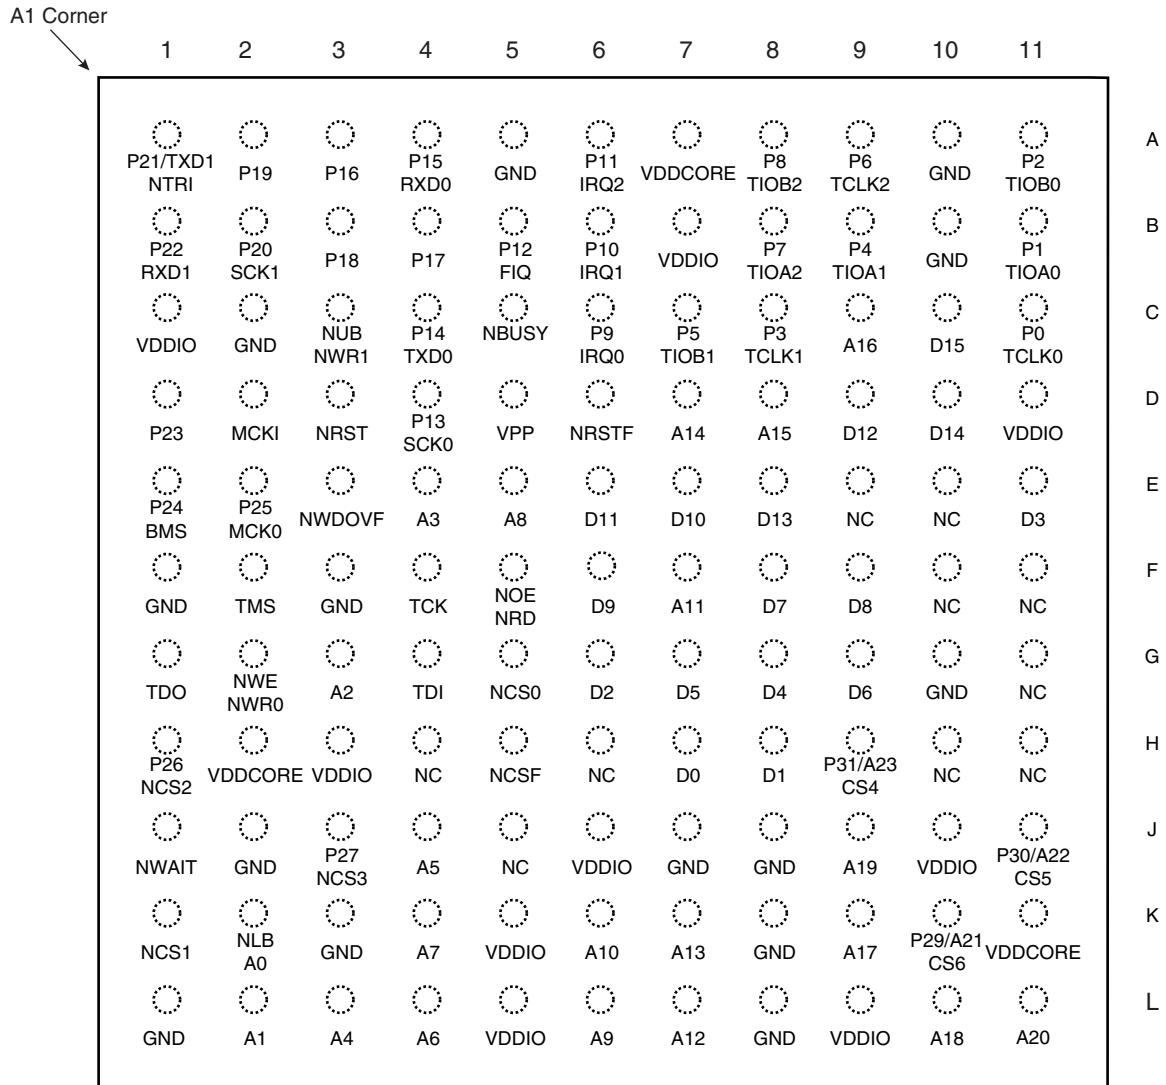 A1 Corner
1 2 3 4 5 6 7 8 9 10 11
A
P21/TXD1 P15 P11 P8 P6 P2
P19 P16 GND VDDCORE GND
NTRI RXD0 IRQ2 TIOB2 TCLK2 TIOB0
B
P22 P20 P12 P10 P7 P4 P1
P18 P17 VDDIO GND
RXD1 SCK1 FIQ IRQ1 TIOA2 TIOA1 TIOA0
C
NUB P14 NBUSY P9 P5 P3 P0
VDDIO GND A16 D15
NWR1 TXD0 IRQ0 TIOB1 TCLK1 TCLK0
D
P13
P23 MCKI NRST VPP NRSTF A14 A15 D12 D14 VDDIO
SCK0
E
P24 P25
NWDOVF A3 A8 D11 D10 D13 NC NC D3
BMS MCK0
F
NOE
GND TMS GND TCK D9 A11 D7 D8 NC NC
NRD
G
NWE
TDO A2 TDI NCS0 D2 D5 D4 D6 GND NC
NWR0
H
P26 P31/A23
VDDCORE VDDIO NC NCSF NC D0 D1 NC NC
NCS2 CS4
J
P27 P30/A22
NWAIT GND A5 NC VDDIO GND GND A19 VDDIO
NCS3 CS5
K
NLB P29/A21
NCS1 GND A7 VDDIO A10 A13 GND A17 VDDCORE
A0 CS6
L
GND A1 A4 A6 VDDIO A9 A12 GND VDDIO A18 A20